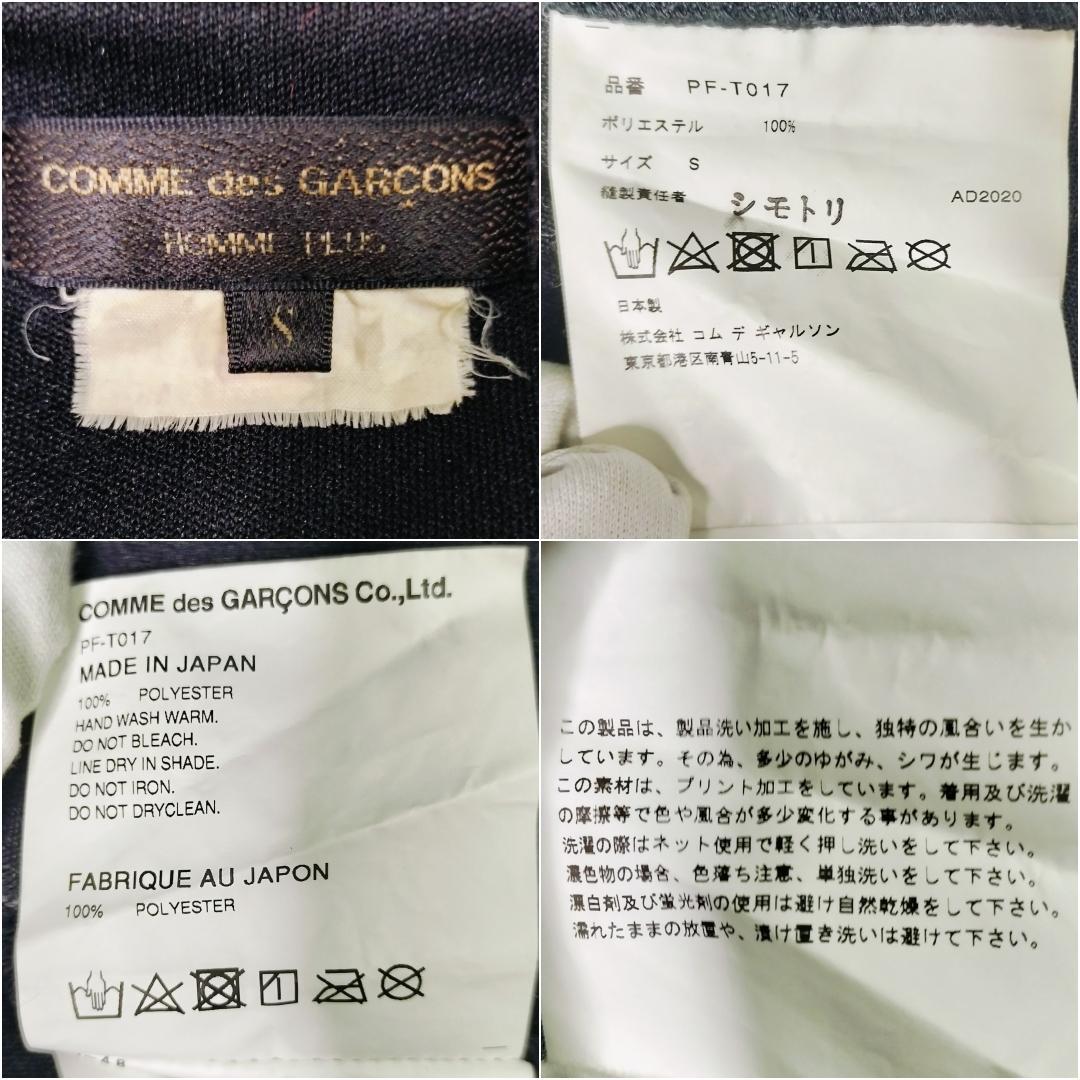 COMME des GARÇONS
HOMME PLUS
S
品番 PF-T017
ポリエステル 100%
サイズ S
縫製責任者 シモトリ AD2020
日本製
株式会社 コム デ ギャルソン
東京都港区南青山5-11-5
COMME des GARÇONS Co.,Ltd.
PF-T017
MADE IN JAPAN
100% POLYESTER
HAND WASH WARM.
DO NOT BLEACH.
LINE DRY IN SHADE.
DO NOT IRON.
DO NOT DRYCLEAN.
FABRIQUE AU JAPON
100% POLYESTER
この製品は、製品洗い加工を施し、独特の風合いを生か
しています。その為、多少のゆがみ、シワが生じます。
この素材は、プリント加工をしています。着用及び洗濯
の摩擦等で色や風合が多少変化する事があります。
洗濯の際はネット使用で軽く押し洗いをして下さい。
濃色物の場合、色落ち注意、単独洗いをして下さい。
漂白剤及び蛍光剤の使用は避け自然乾燥をして下さい。
濡れたままの放置や、漬け置き洗いは避けて下さい。